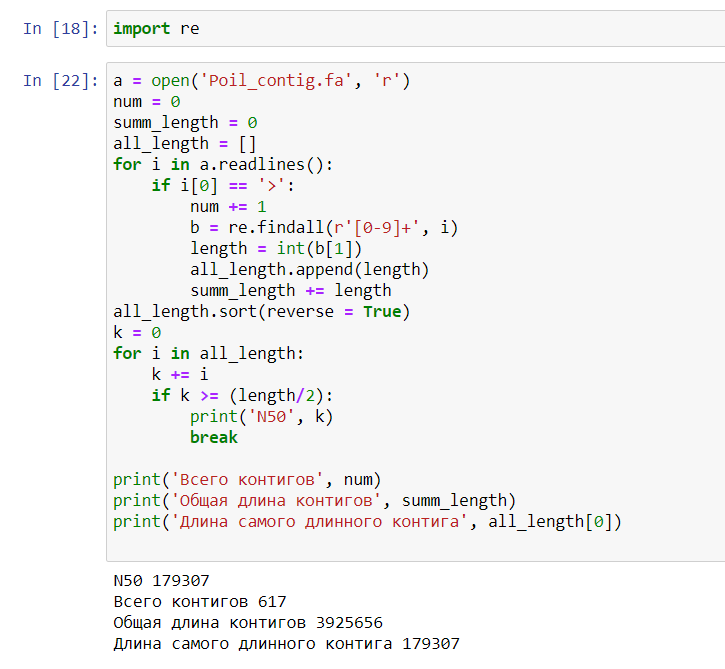 In [18]: import re
In [22]: a = open('Poil_contig.fa', 'r')
num = 0
summ_length = 0
all_length = []
for i in a.readlines():
    if i[0] == '>':
        num += 1
        b = re.findall(r'[0-9]+', i)
        length = int(b[1])
        all_length.append(length)
        summ_length += length
all_length.sort(reverse = True)
k = 0
for i in all_length:
    k += i
    if k >= (length/2):
        print('N50', k)
        break
print('Всего контигов', num)
print('Общая длина контигов', summ_length)
print('Длина самого длинного контига', all_length[0])
N50 179307
Всего контигов 617
Общая длина контигов 3925656
Длина самого длинного контига 179307